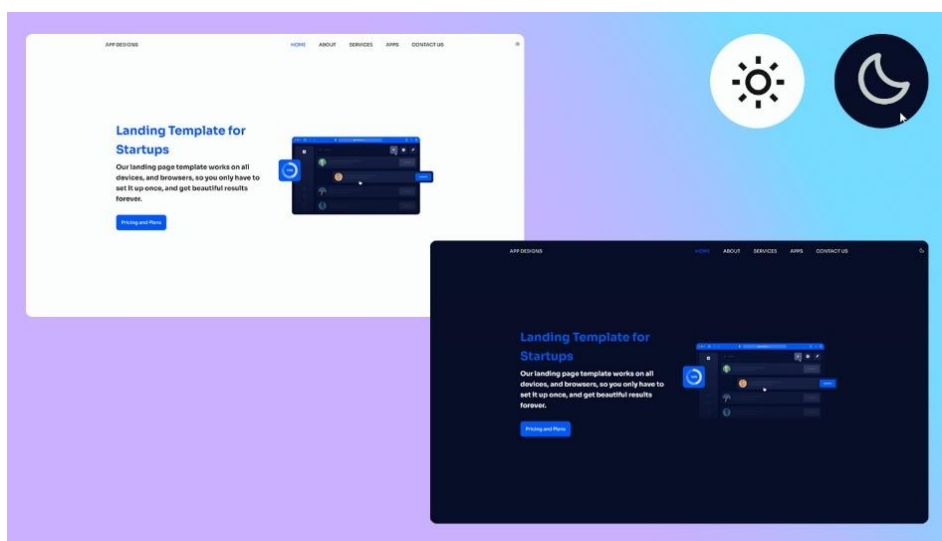 APP DESIGNS
HOME ABOUT SERVICES APPS CONTACT US
Landing Template for
Startups
Our landing page template works on all
devices, and browsers, so you only have to
set it up once, and get beautiful results
forever.
Pricing and Plans
APP DESIGNS
HOME ABOUT SERVICES APPS CONTACT US
Landing Template for
Startups
Our landing page template works on all
devices, and browsers, so you only have to
set it up once, and get beautiful results
forever.
Pricing and Plans